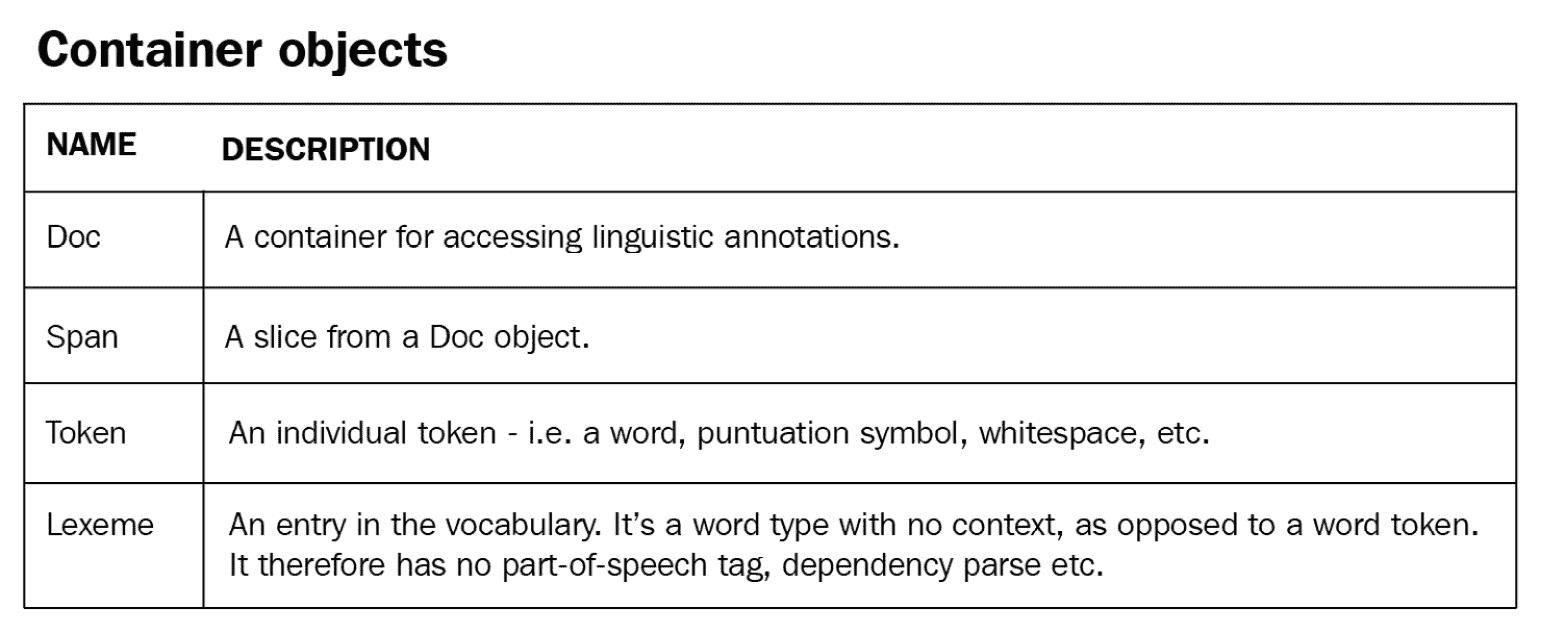 Container objects
NAME DESCRIPTION
Doc A container for accessing linguistic annotations.
Span A slice from a Doc object.
Token An individual token - i.e. a word, puntuation symbol, whitespace, etc.
Lexeme An entry in the vocabulary. It’s a word type with no context, as opposed to a word token.
It therefore has no part-of-speech tag, dependency parse etc.